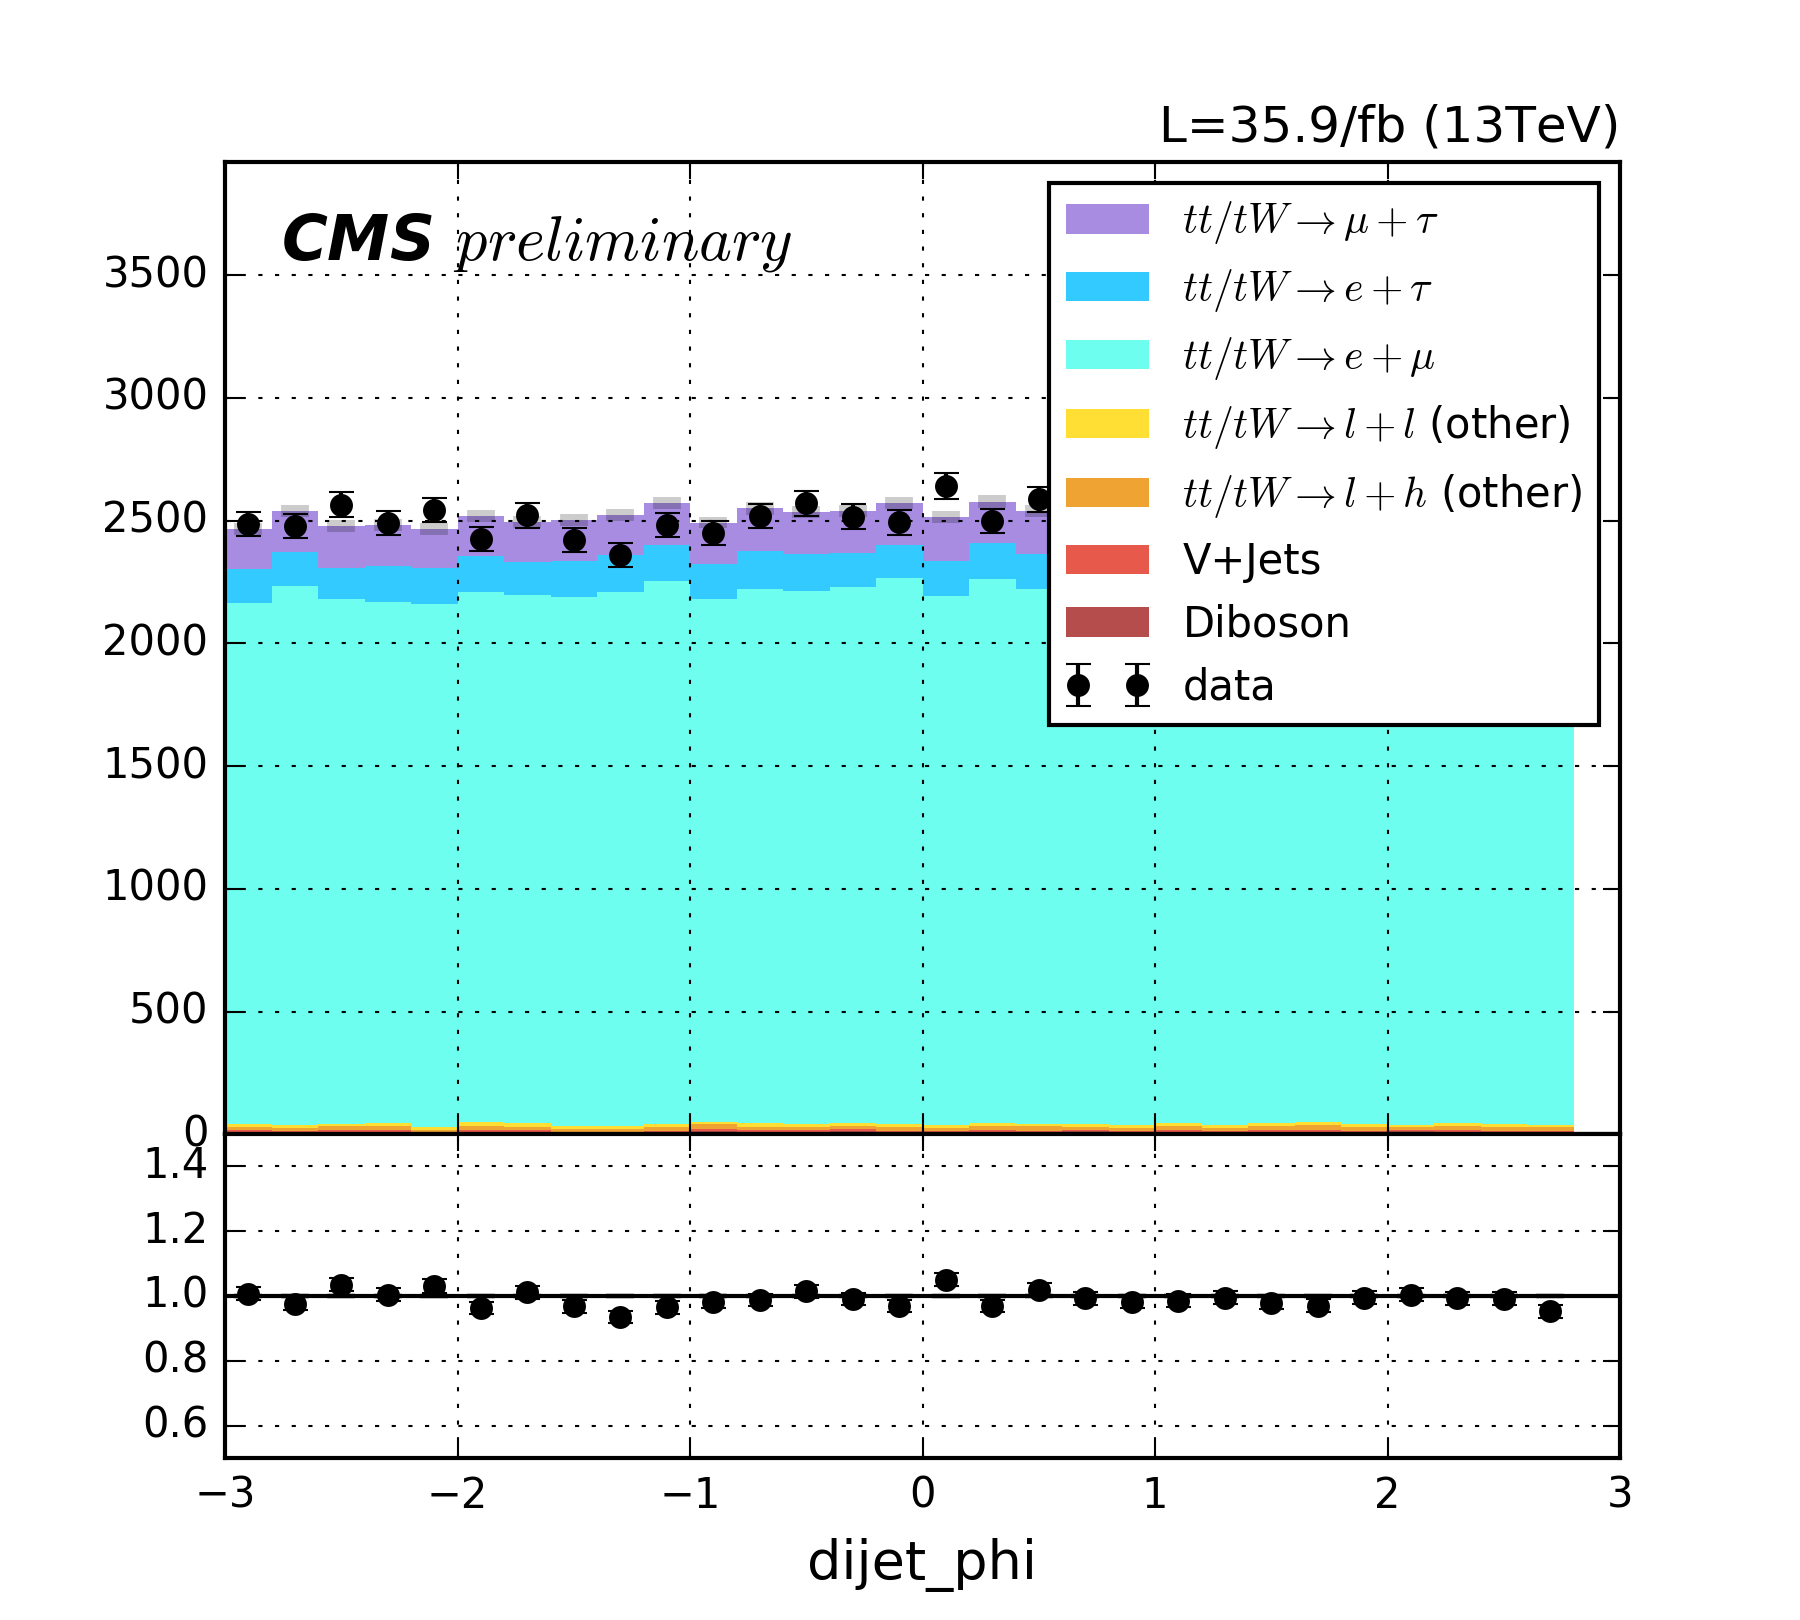 L=35.9/fb (13TeV)
CMS preliminary
tt/tW→μ+τ
tt/tW→e+τ
tt/tW→e+μ
tt/tW→l+l (other)
tt/tW→l+h (other)
V+Jets
Diboson
data
3500
3000
2500
2000
1500
1000
500
0
1.4
1.2
1.0
0.8
0.6
−3 −2 −1 0 1 2 3
dijet_phi